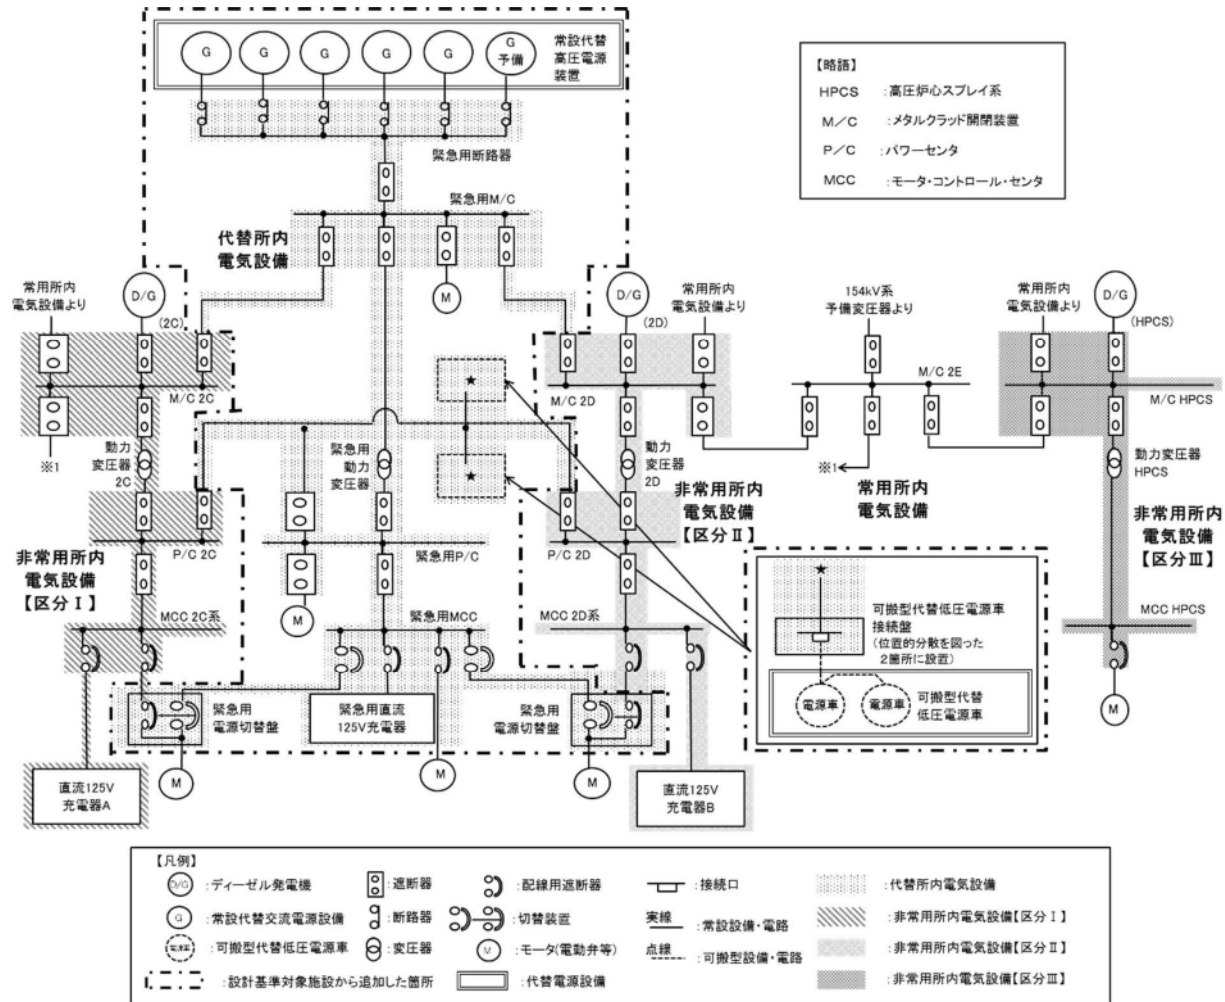 G
G
G
G
G
G
予備
常設代替
高圧電源
装置
緊急用断路器
緊急用M/C
代替所内
電気設備
M
【略語】
HPCS :高圧炉心スプレイ系
M/C :メタルクラッド開閉装置
P/C :パワーセンタ
MCC :モータ・コントロール・センタ
常用所内
電気設備より
D/G
(2C)
D/G
(2D)
常用所内
電気設備より
154kV系
予備変圧器より
常用所内
電気設備より
D/G
(HPCS)
M/C 2C
M/C 2D
M/C 2E
M/C HPCS
★
★
※1
動力
変圧器
2C
緊急用
動力
変圧器
動力
変圧器
2D
※1
動力変圧器
HPCS
非常用所内
電気設備
【区分Ⅰ】
非常用所内
電気設備
【区分Ⅱ】
常用所内
電気設備
非常用所内
電気設備
【区分Ⅲ】
P/C 2C
緊急用P/C
P/C 2D
M
MCC 2C系
緊急用MCC
MCC 2D系
MCC HPCS
緊急用
電源切替盤
緊急用直流
125V充電器
緊急用
電源切替盤
M
M
M
M
直流125V
充電器A
直流125V
充電器B
★
可搬型代替低圧電源車
接続盤
(位置的分散を図った
2箇所に設置)
電源車
電源車
可搬型代替
低圧電源車
【凡例】
D/G :ディーゼル発電機
:遮断器
:配線用遮断器
:接続口
:代替所内電気設備
G :常設代替交流電源設備
:断路器
:切替装置
実線 :常設設備・電路
:非常用所内電気設備【区分Ⅰ】
電源車 :可搬型代替低圧電源車
:変圧器
M :モータ(電動弁等)
点線 :可搬型設備・電路
:非常用所内電気設備【区分Ⅱ】
:設計基準対象施設から追加した箇所
:代替電源設備
:非常用所内電気設備【区分Ⅲ】